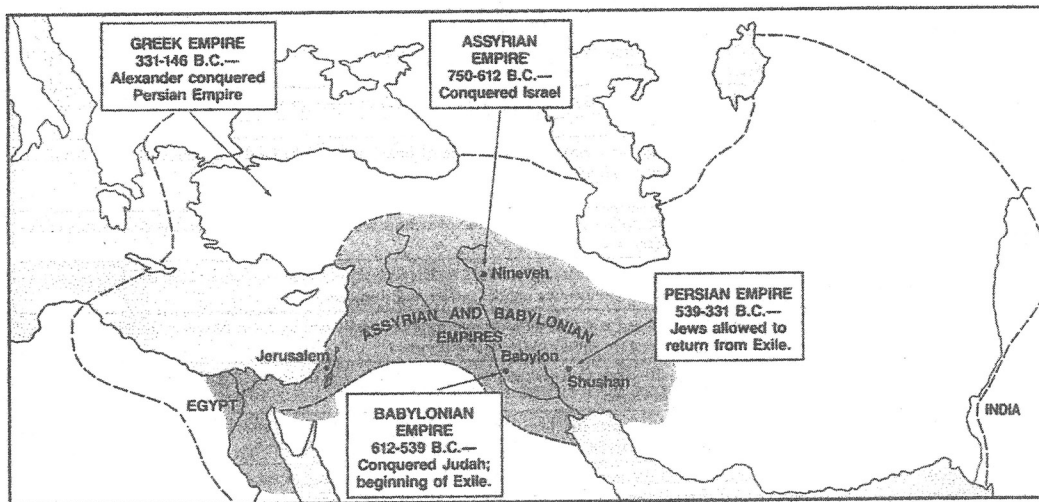 GREEK EMPIRE
331-146 B.C.—
Alexander conquered
Persian Empire
ASSYRIAN
EMPIRE
750-612 B.C.—
Conquered Israel
Nineveh
PERSIAN EMPIRE
539-331 B.C.—
Jews allowed to
return from Exile.
ASSYRIAN AND BABYLONIAN
EMPIRES
Jerusalem
Babylon
Shushan
EGYPT
INDIA
BABYLONIAN
EMPIRE
612-539 B.C.—
Conquered Judah;
beginning of Exile.